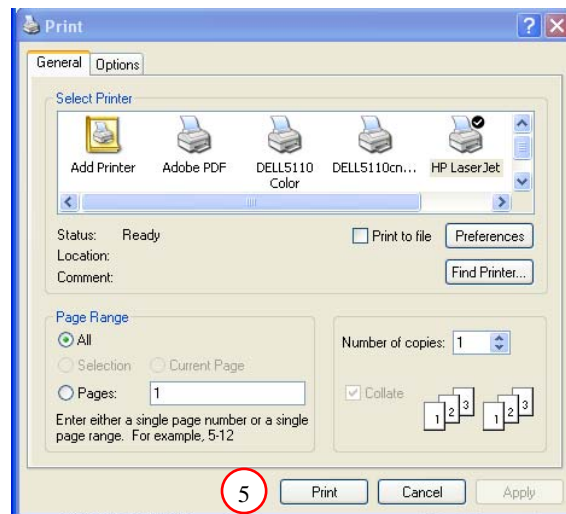 Print
General Options
Select Printer
Add Printer Adobe PDF DELL5110 Color DELL5110cn... HP LaserJet
Status: Ready
Location:
Comment:
Print to file Preferences
Find Printer...
Page Range
All
Selection Current Page
Pages: 1
Enter either a single page number or a single
page range. For example, 5-12
Number of copies: 1
Collate
1 2 3 1 2 3
5 Print Cancel Apply